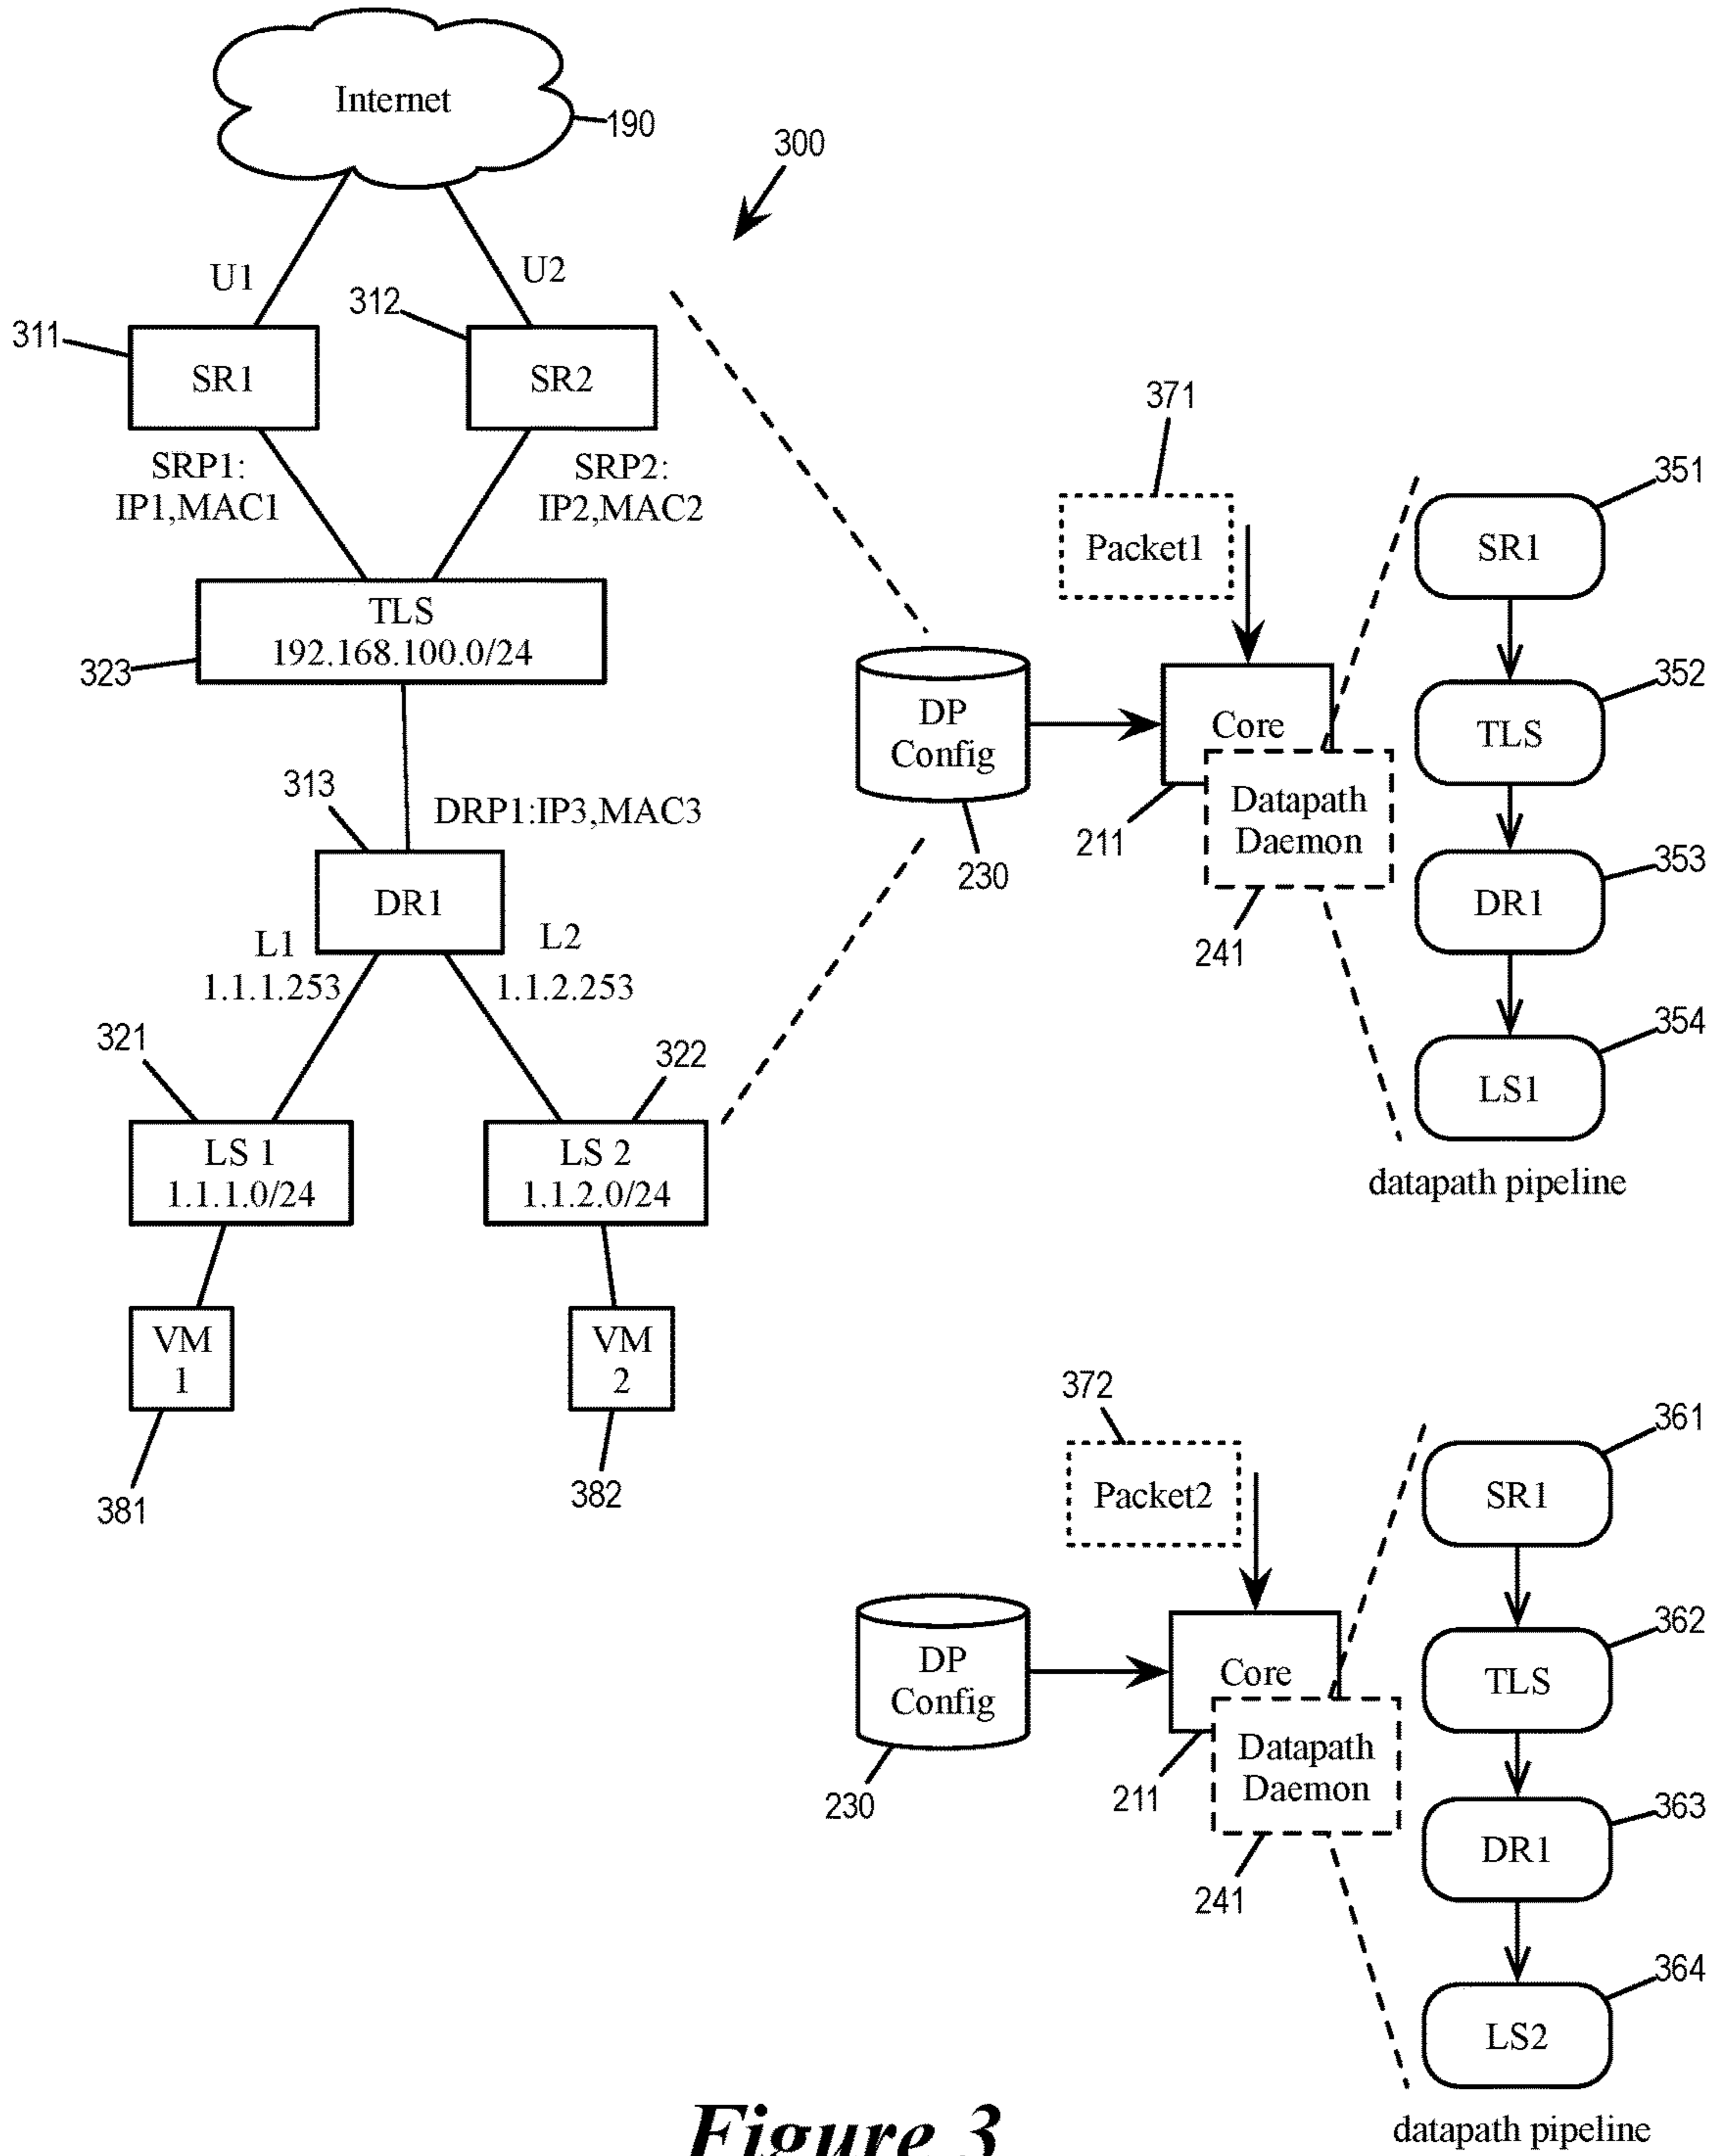 Internet
190
300
U1
U2
311
312
SR1
SR2
SRP1:
IP1,MAC1
SRP2:
IP2,MAC2
TLS
192.168.100.0/24
323
313
DRP1:IP3,MAC3
DR1
L1
1.1.1.253
L2
1.1.2.253
321
322
LS 1
1.1.1.0/24
LS 2
1.1.2.0/24
VM
1
VM
2
381
382
371
Packet1
DP
Config
230
Core
211
Datapath
Daemon
241
351
SR1
352
TLS
353
DR1
354
LS1
datapath pipeline
372
Packet2
DP
Config
230
Core
211
Datapath
Daemon
241
361
SR1
362
TLS
363
DR1
364
LS2
datapath pipeline
Figure 3